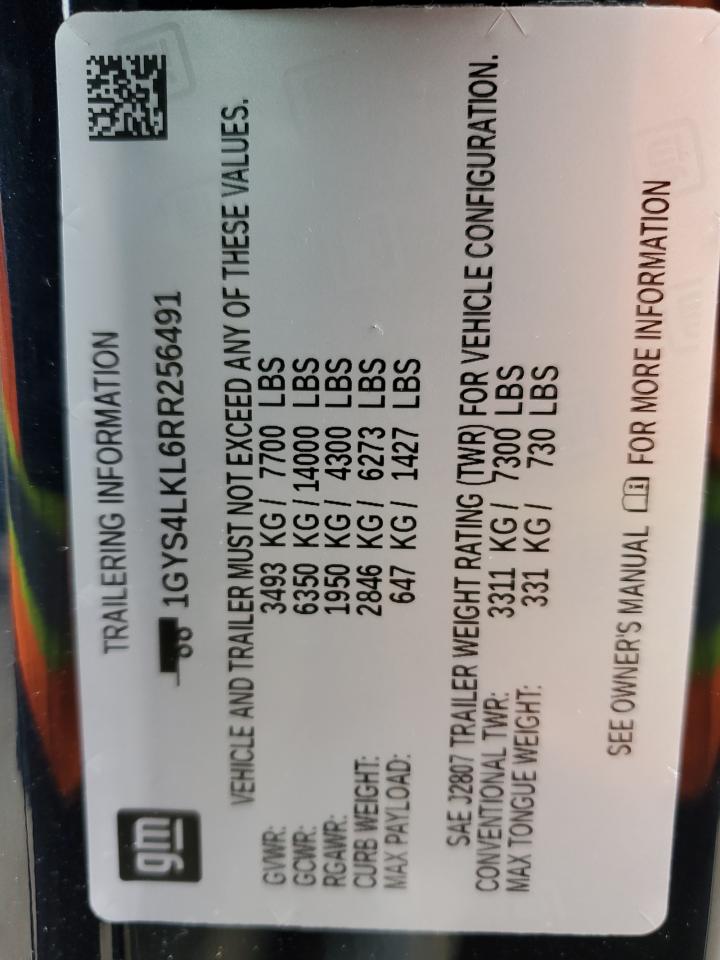 gm
TRAILERING INFORMATION
1GYS4LKL6RR256491
VEHICLE AND TRAILER MUST NOT EXCEED ANY OF THESE VALUES.
GVWR: 3493 KG / 7700 LBS
GCWR: 6350 KG / 14000 LBS
RGAWR: 1950 KG / 4300 LBS
CURB WEIGHT: 2846 KG / 6273 LBS
MAX PAYLOAD: 647 KG / 1427 LBS
SAE J2807 TRAILER WEIGHT RATING (TWR) FOR VEHICLE CONFIGURATION.
CONVENTIONAL TWR: 3311 KG / 7300 LBS
MAX TONGUE WEIGHT: 331 KG / 730 LBS
SEE OWNER'S MANUAL FOR MORE INFORMATION